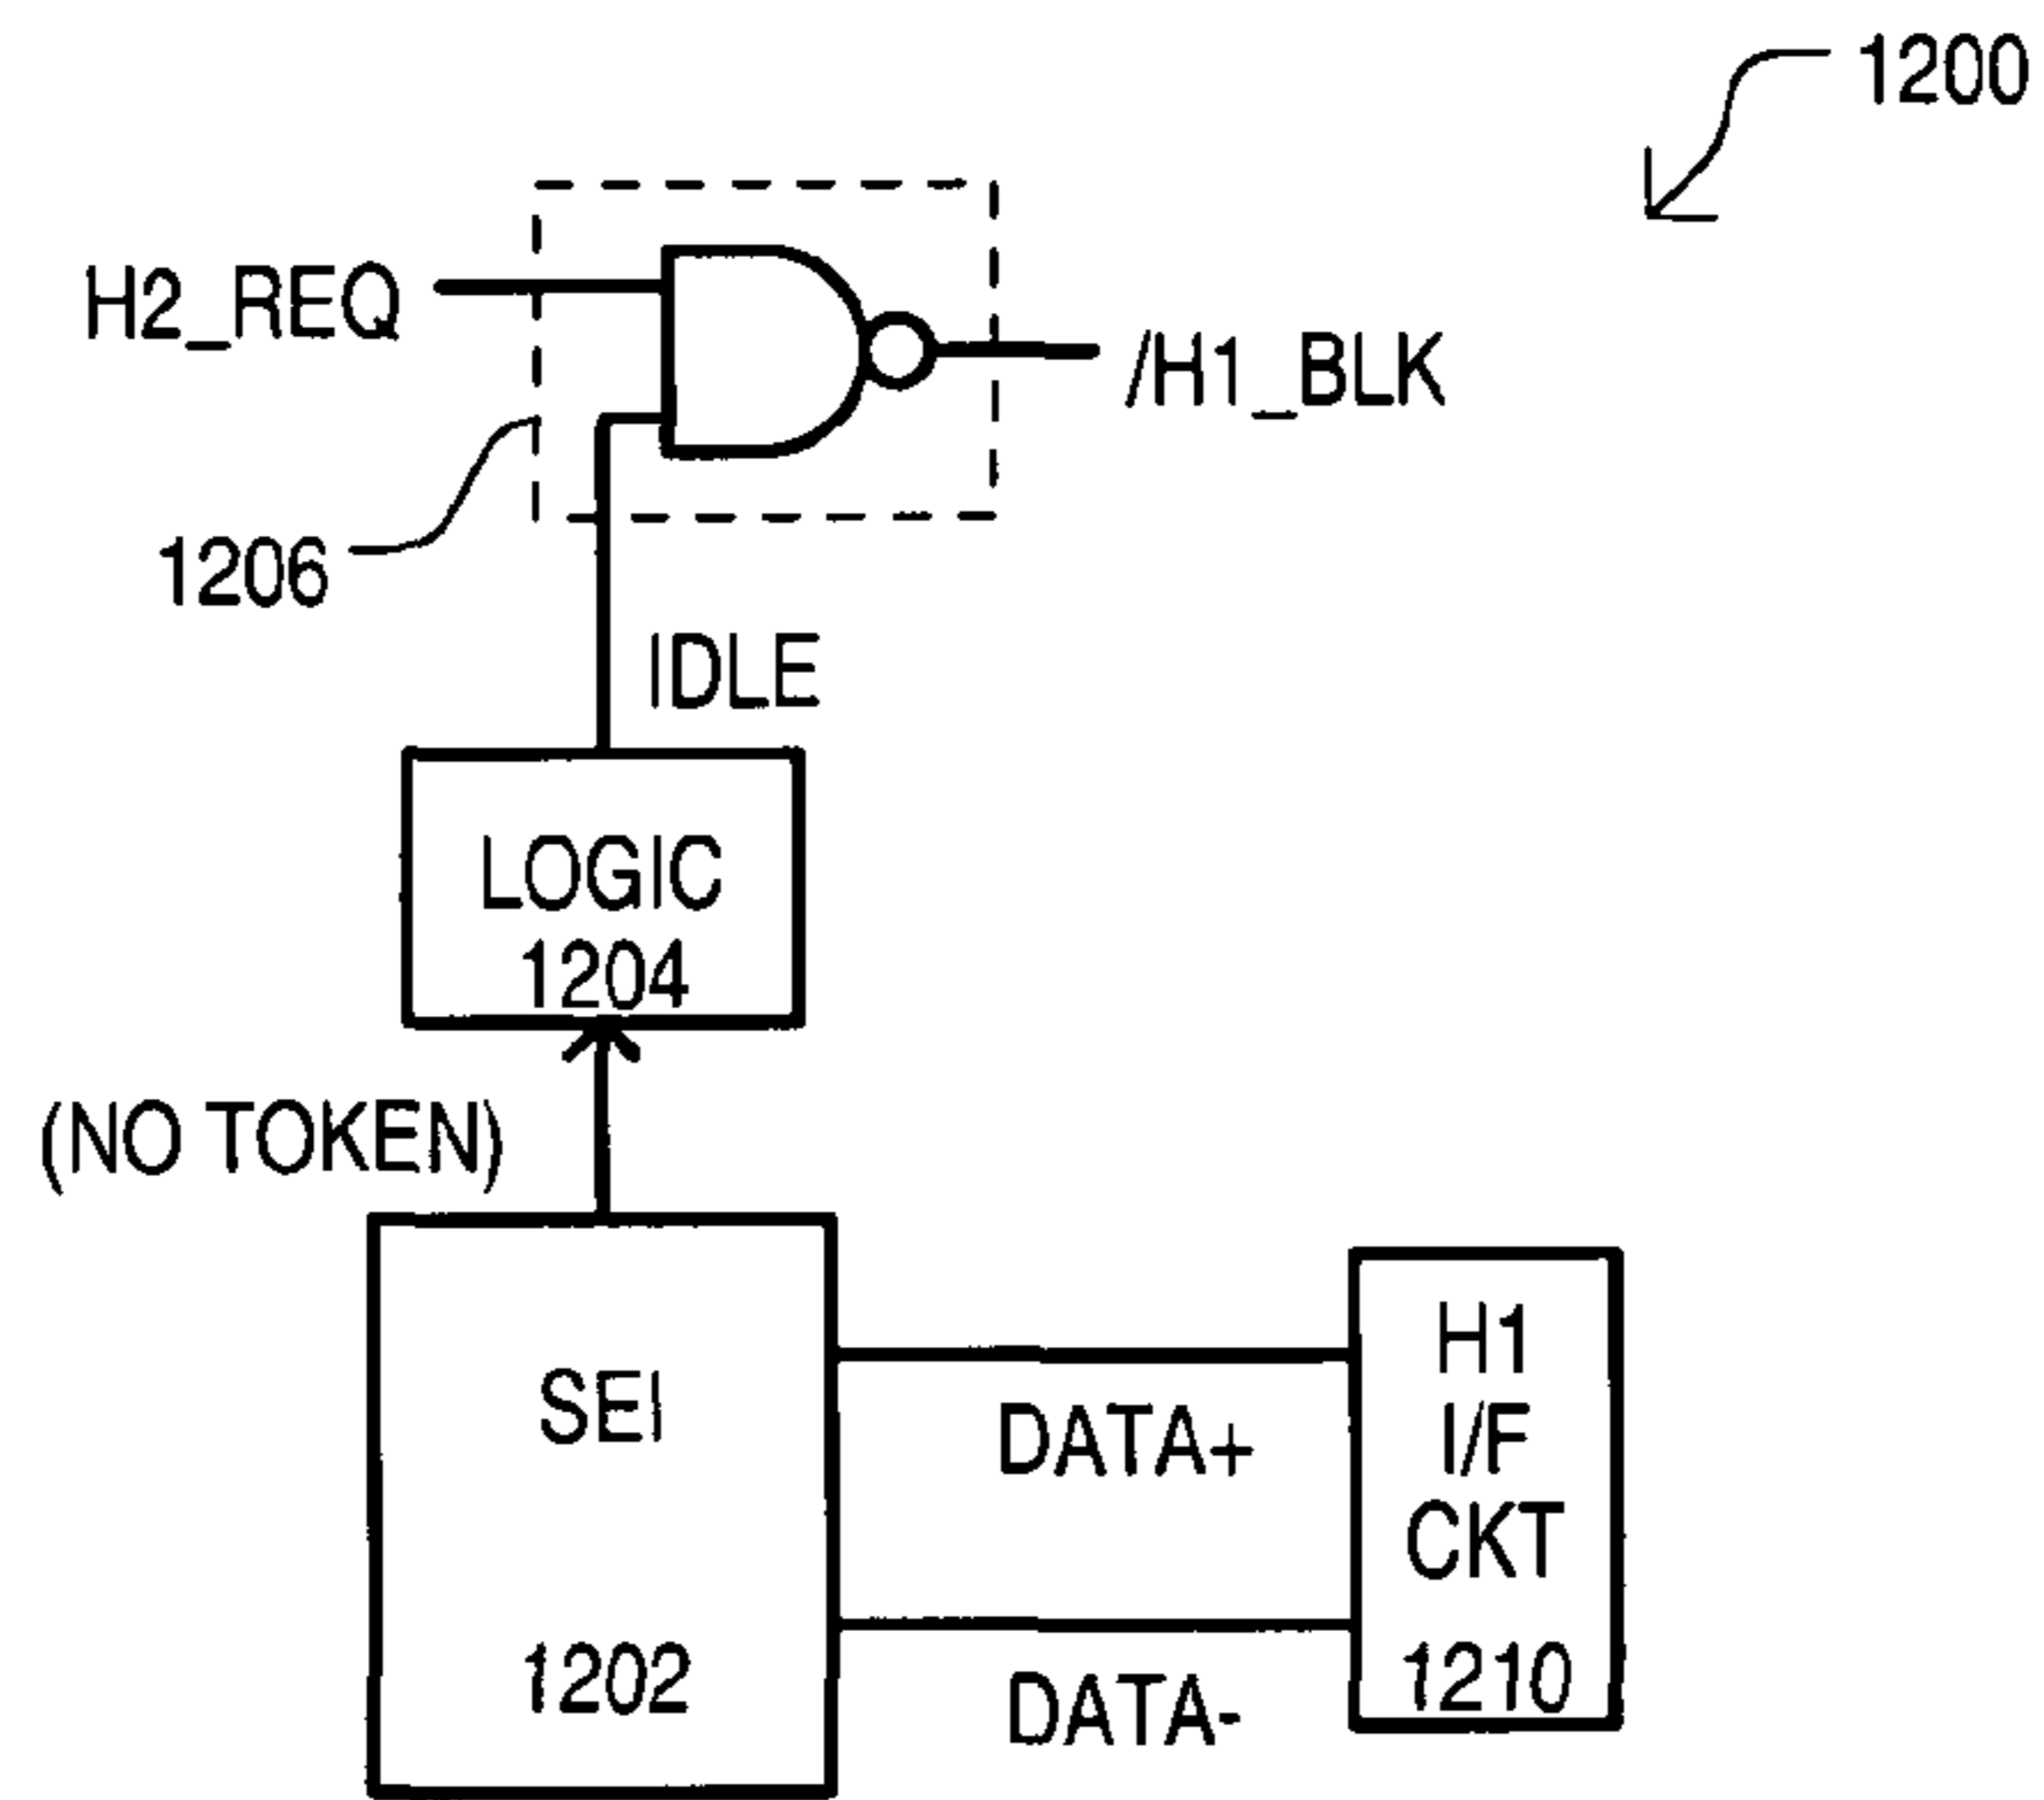 1200
H2_REQ
/H1_BLK
1206
IDLE
LOGIC
1204
(NO TOKEN)
SEI
1202
DATA+
DATA-
H1
I/F
CKT
1210